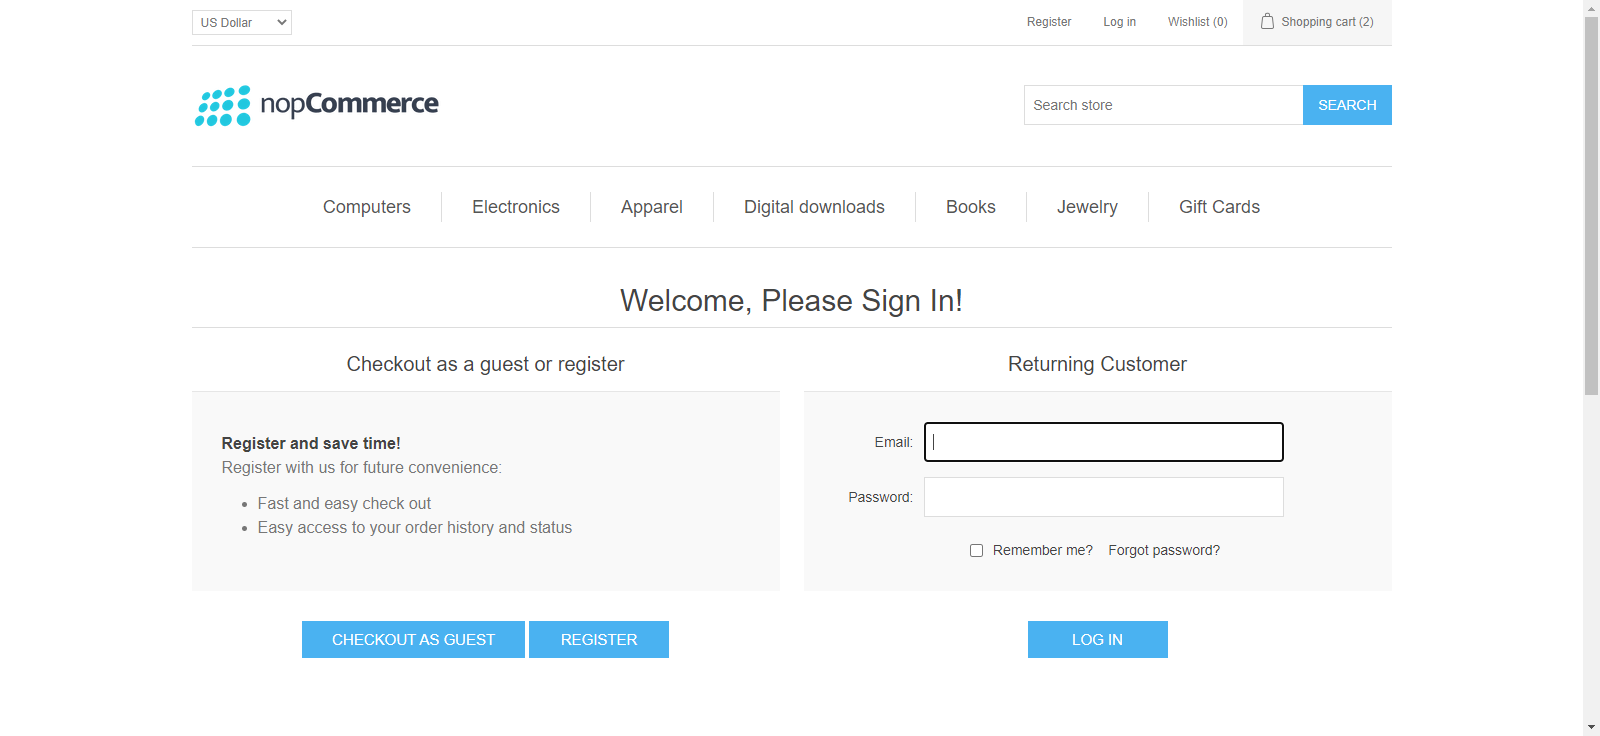 US Dollar
Register Log in Wishlist (0) Shopping cart (2)
nopCommerce
Search store SEARCH
Computers Electronics Apparel Digital downloads Books Jewelry Gift Cards
Welcome, Please Sign In!
Checkout as a guest or register
Register and save time!
Register with us for future convenience:
Fast and easy check out
Easy access to your order history and status
CHECKOUT AS GUEST REGISTER
Returning Customer
Email:
Password:
Remember me? Forgot password?
LOG IN